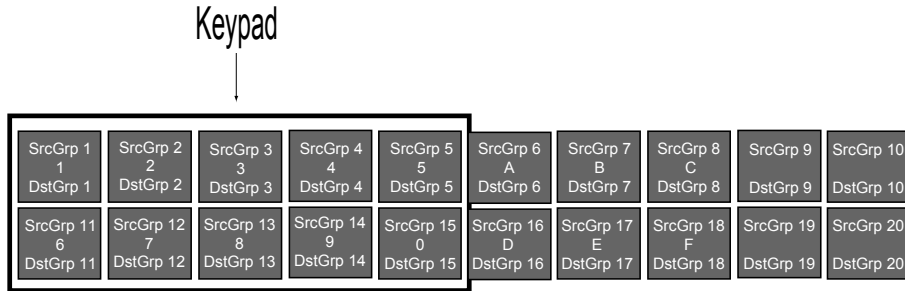 Keypad
SrcGrp 1
1
DstGrp 1
SrcGrp 2
2
DstGrp 2
SrcGrp 3
3
DstGrp 3
SrcGrp 4
4
DstGrp 4
SrcGrp 5
5
DstGrp 5
SrcGrp 6
A
DstGrp 6
SrcGrp 7
B
DstGrp 7
SrcGrp 8
C
DstGrp 8
SrcGrp 9
DstGrp 9
SrcGrp 10
DstGrp 10
SrcGrp 11
6
DstGrp 11
SrcGrp 12
7
DstGrp 12
SrcGrp 13
8
DstGrp 13
SrcGrp 14
9
DstGrp 14
SrcGrp 15
0
DstGrp 15
SrcGrp 16
D
DstGrp 16
SrcGrp 17
E
DstGrp 17
SrcGrp 18
F
DstGrp 18
SrcGrp 19
DstGrp 19
SrcGrp 20
DstGrp 20